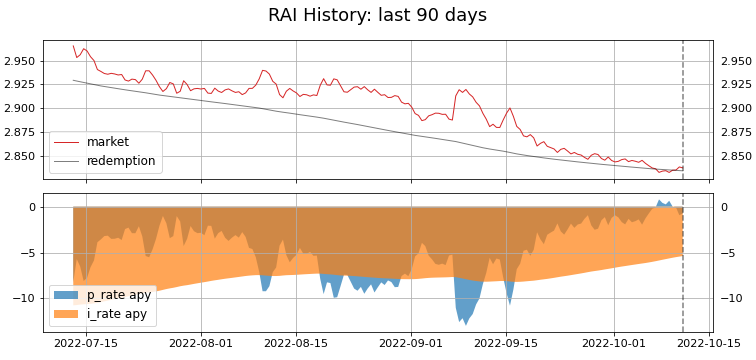 RAI History: last 90 days
2.950 2.950
2.925 2.925
2.900 2.900
2.875 2.875
2.850 2.850
market
redemption
0 0
−5 −5
−10 −10
p_rate apy
i_rate apy
2022-07-15 2022-08-01 2022-08-15 2022-09-01 2022-09-15 2022-10-01 2022-10-15